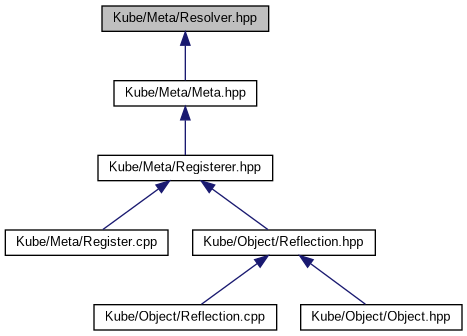 Kube/Meta/Resolver.hpp
Kube/Meta/Meta.hpp
Kube/Meta/Registerer.hpp
Kube/Meta/Register.cpp
Kube/Object/Reflection.hpp
Kube/Object/Reflection.cpp
Kube/Object/Object.hpp